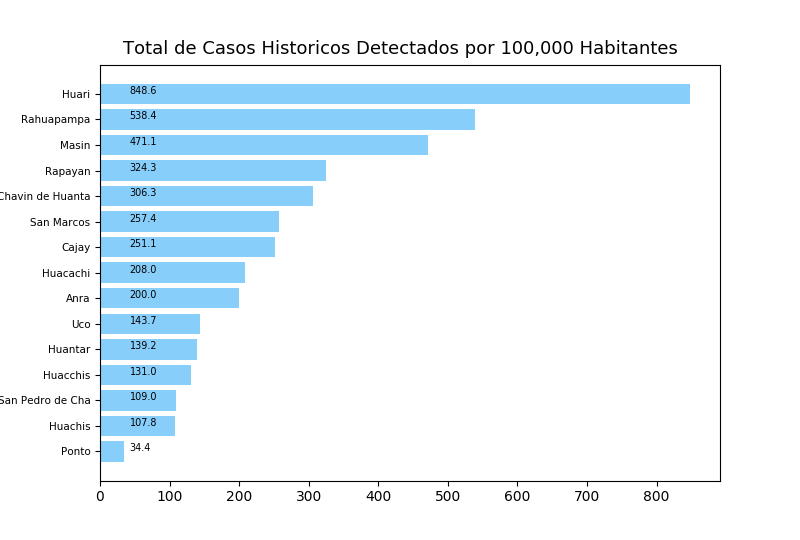 Total de Casos Historicos Detectados por 100,000 Habitantes
Huari 848.6
Rahuapampa 538.4
Masin 471.1
Rapayan 324.3
Chavin de Huanta 306.3
San Marcos 257.4
Cajay 251.1
Huacachi 208.0
Anra 200.0
Uco 143.7
Huantar 139.2
Huacchis 131.0
San Pedro de Cha 109.0
Huachis 107.8
Ponto 34.4
0 100 200 300 400 500 600 700 800